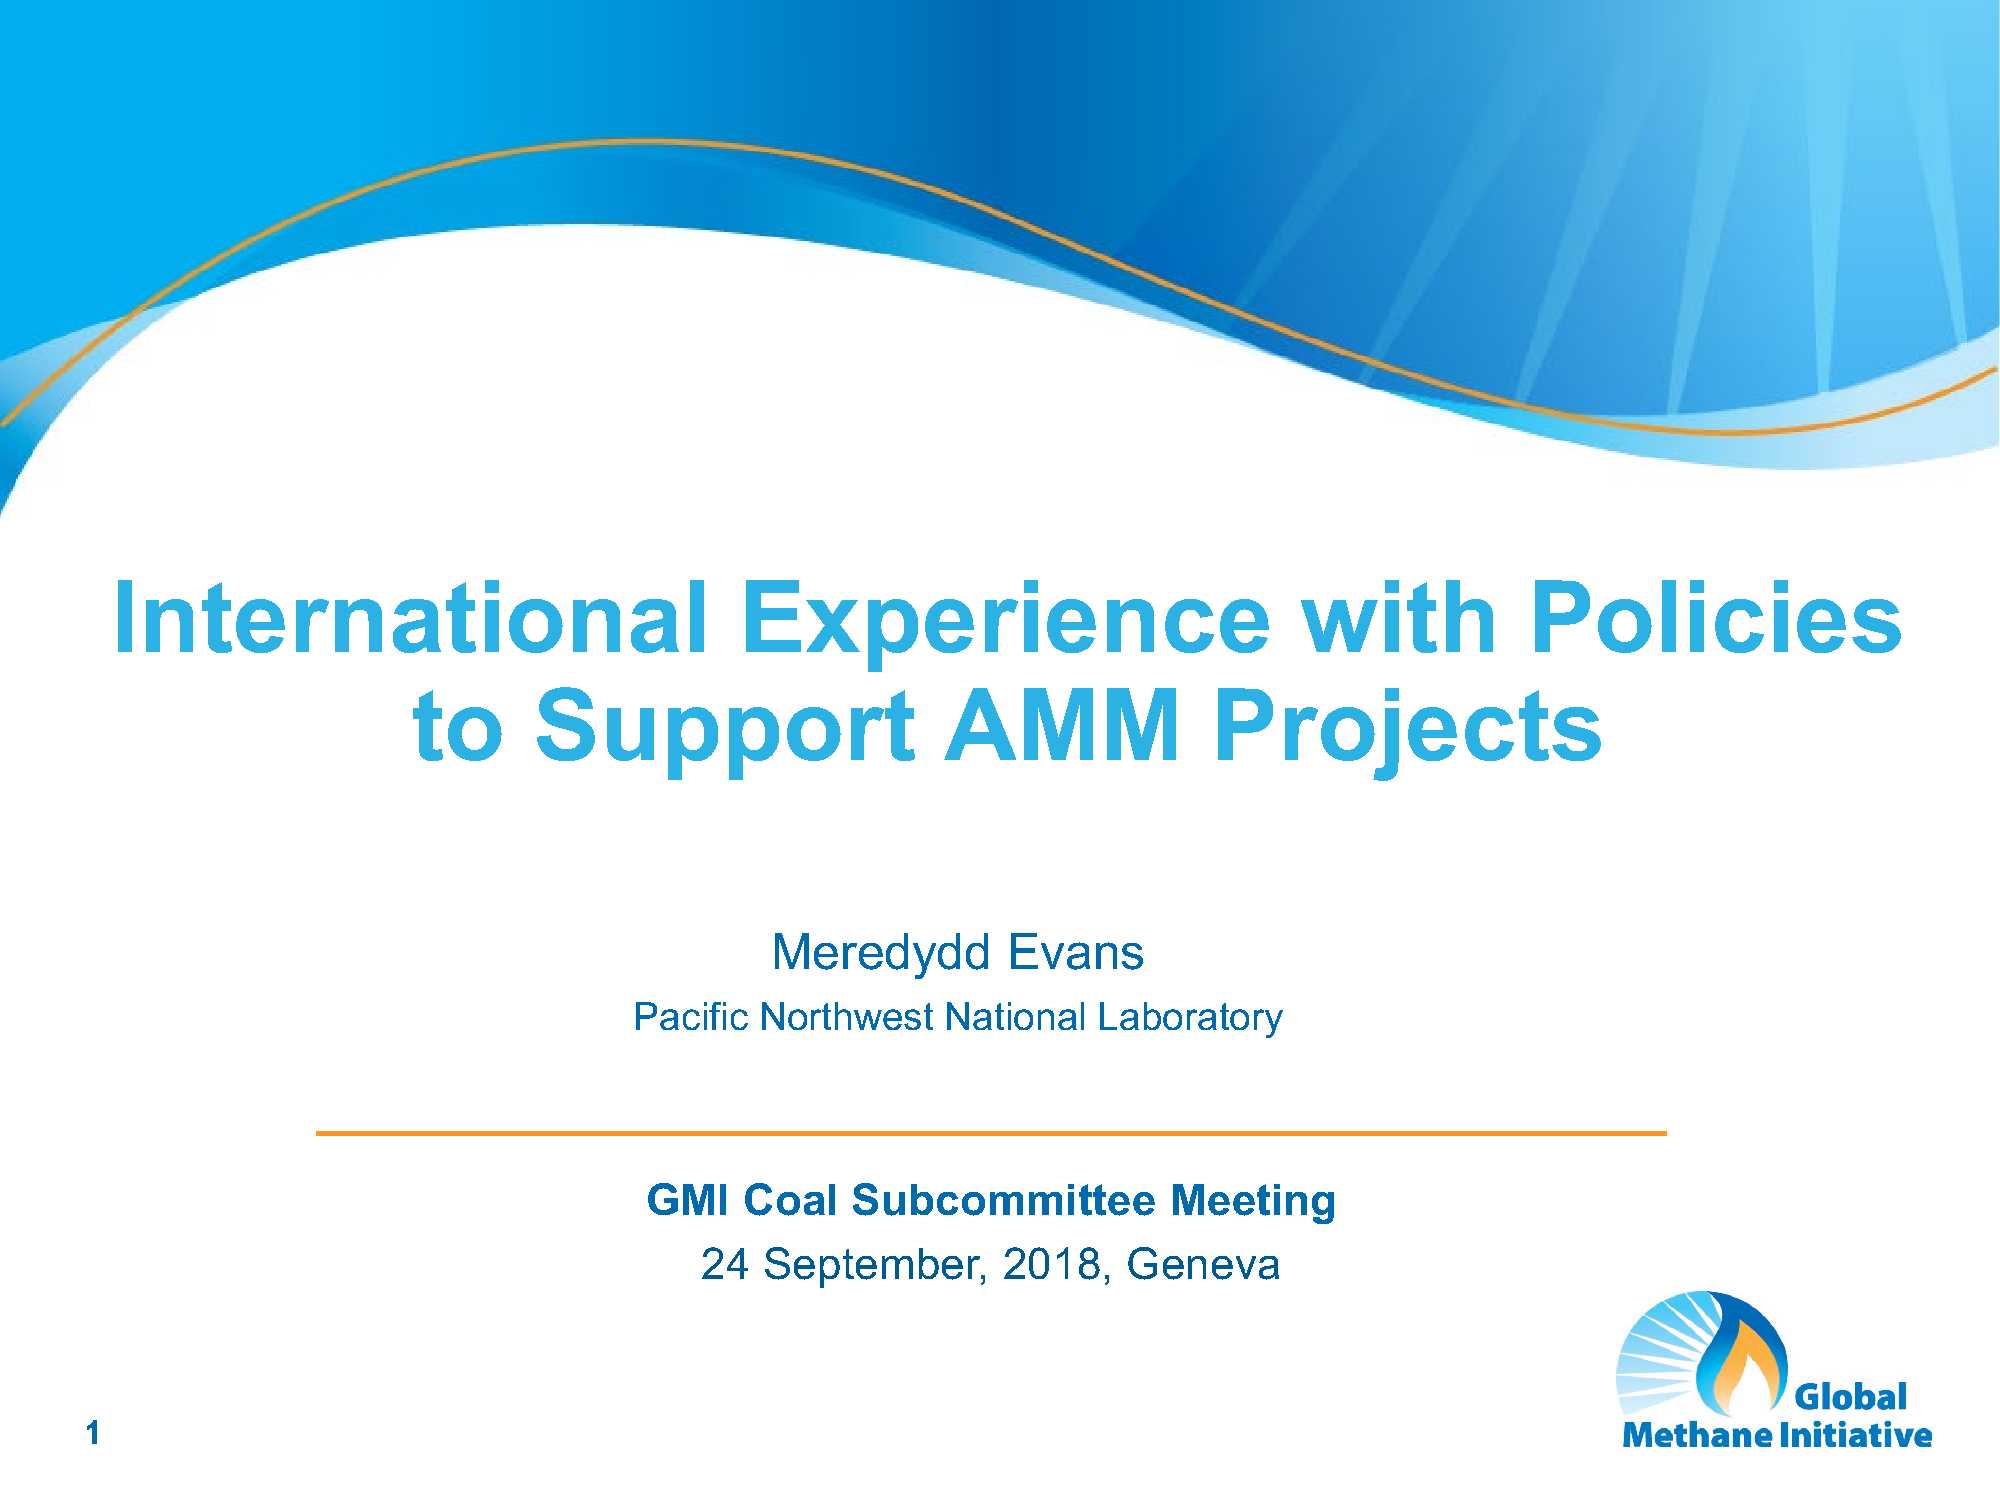 International Experience with Policies
to Support AMM Projects
Meredydd Evans
Pacific Northwest National Laboratory
GMI Coal Subcommittee Meeting
24 September, 2018, Geneva
Global
Methane Initiative
1